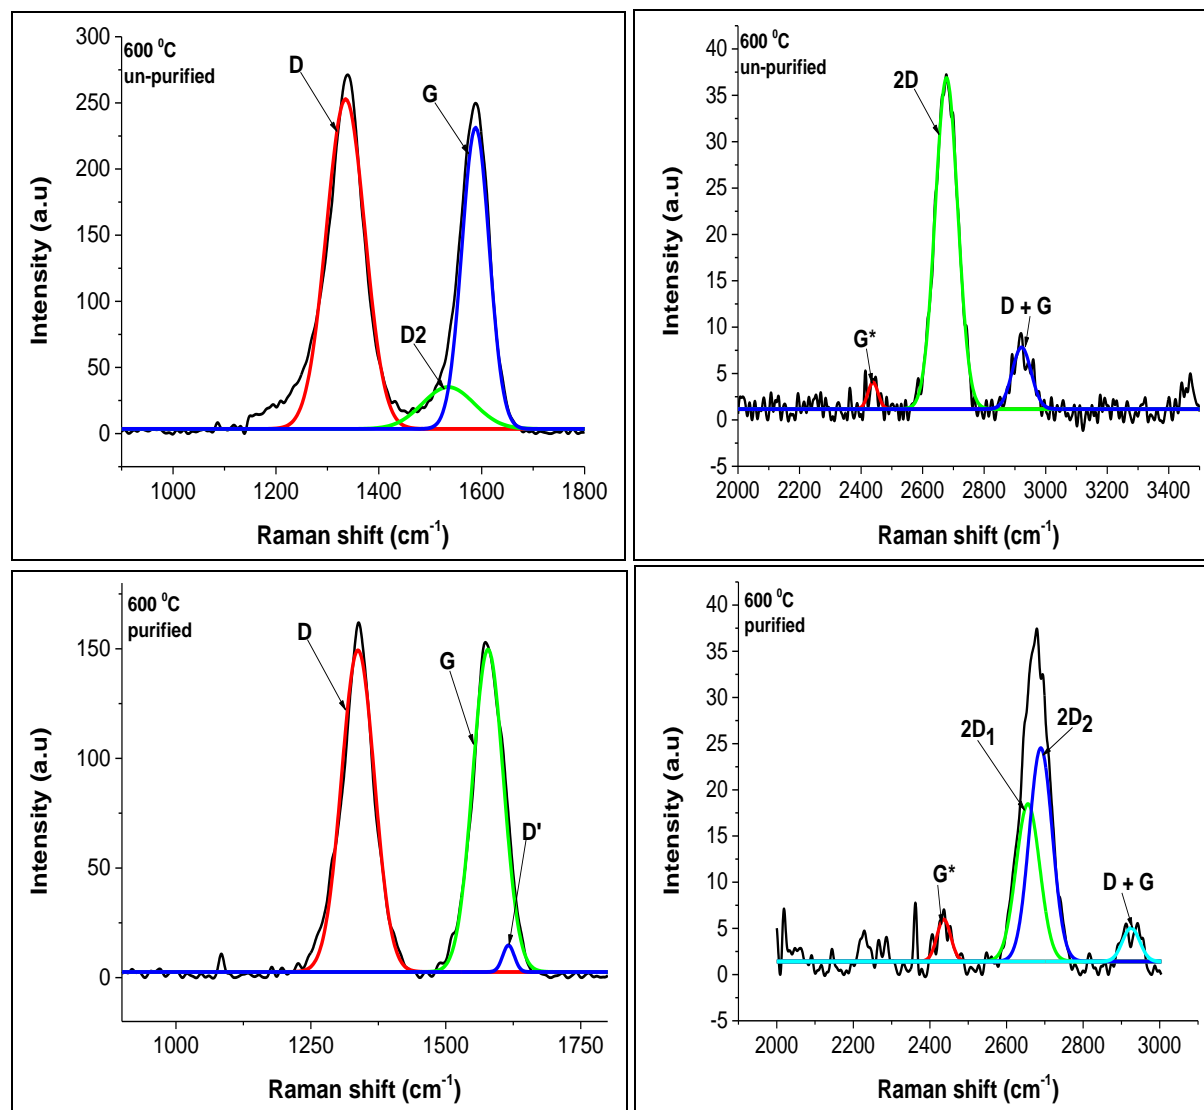 600 ⁰C
un-purified
D
G
D2
Intensity (a.u)
300
250
200
150
100
50
0
1000 1200 1400 1600 1800
Raman shift (cm⁻¹)
600 ⁰C
un-purified
2D
G*
D + G
Intensity (a.u)
40
35
30
25
20
15
10
5
0
-5
2000 2200 2400 2600 2800 3000 3200 3400
Raman shift (cm⁻¹)
600 ⁰C
purified
D
G
D'
Intensity (a.u)
150
100
50
0
1000 1250 1500 1750
Raman shift (cm⁻¹)
600 ⁰C
purified
2D₁
2D₂
G*
D + G
Intensity (a.u)
40
35
30
25
20
15
10
5
0
-5
2000 2200 2400 2600 2800 3000
Raman shift (cm⁻¹)